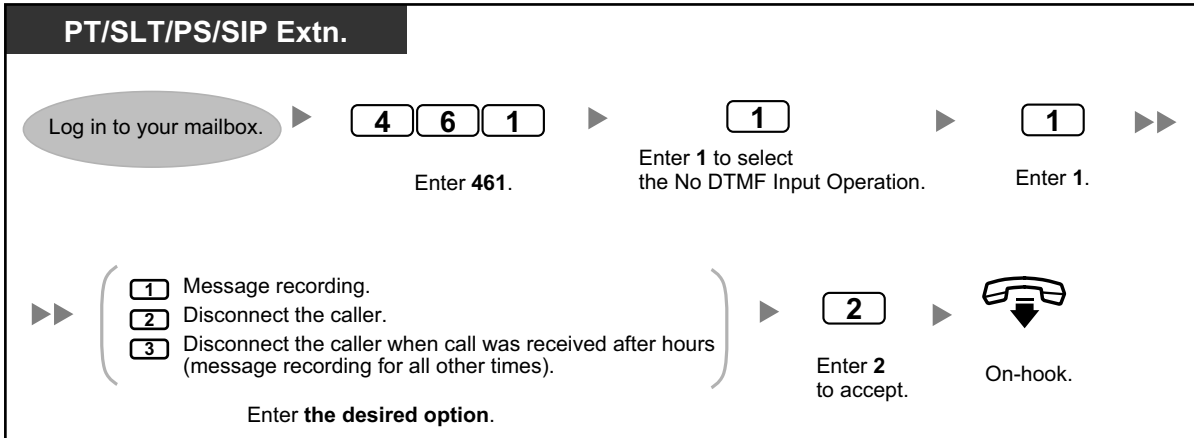 PT/SLT/PS/SIP Extn.
Log in to your mailbox.
4 6 1
Enter 461.
1
Enter 1 to select
the No DTMF Input Operation.
1
Enter 1.
1 Message recording.
2 Disconnect the caller.
3 Disconnect the caller when call was received after hours
(message recording for all other times).
Enter the desired option.
2
Enter 2
to accept.
On-hook.